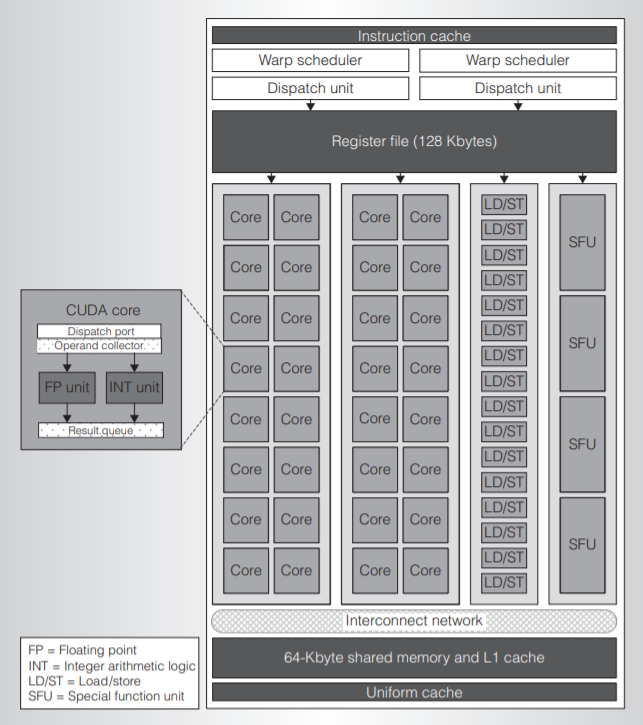 Instruction cache
Warp scheduler Warp scheduler
Dispatch unit Dispatch unit
Register file (128 Kbytes)
Core Core Core Core LD/ST
LD/ST
SFU
Core Core Core Core LD/ST
LD/ST
CUDA core
Dispatch port
Operand collector
FP unit INT unit
Result queue
Core Core Core Core LD/ST
LD/ST
SFU
Core Core Core Core LD/ST
LD/ST
Core Core Core Core LD/ST
LD/ST
SFU
Core Core Core Core LD/ST
LD/ST
Core Core Core Core LD/ST
LD/ST
SFU
Core Core Core Core LD/ST
LD/ST
Interconnect network
64-Kbyte shared memory and L1 cache
Uniform cache
FP = Floating point
INT = Integer arithmetic logic
LD/ST = Load/store
SFU = Special function unit